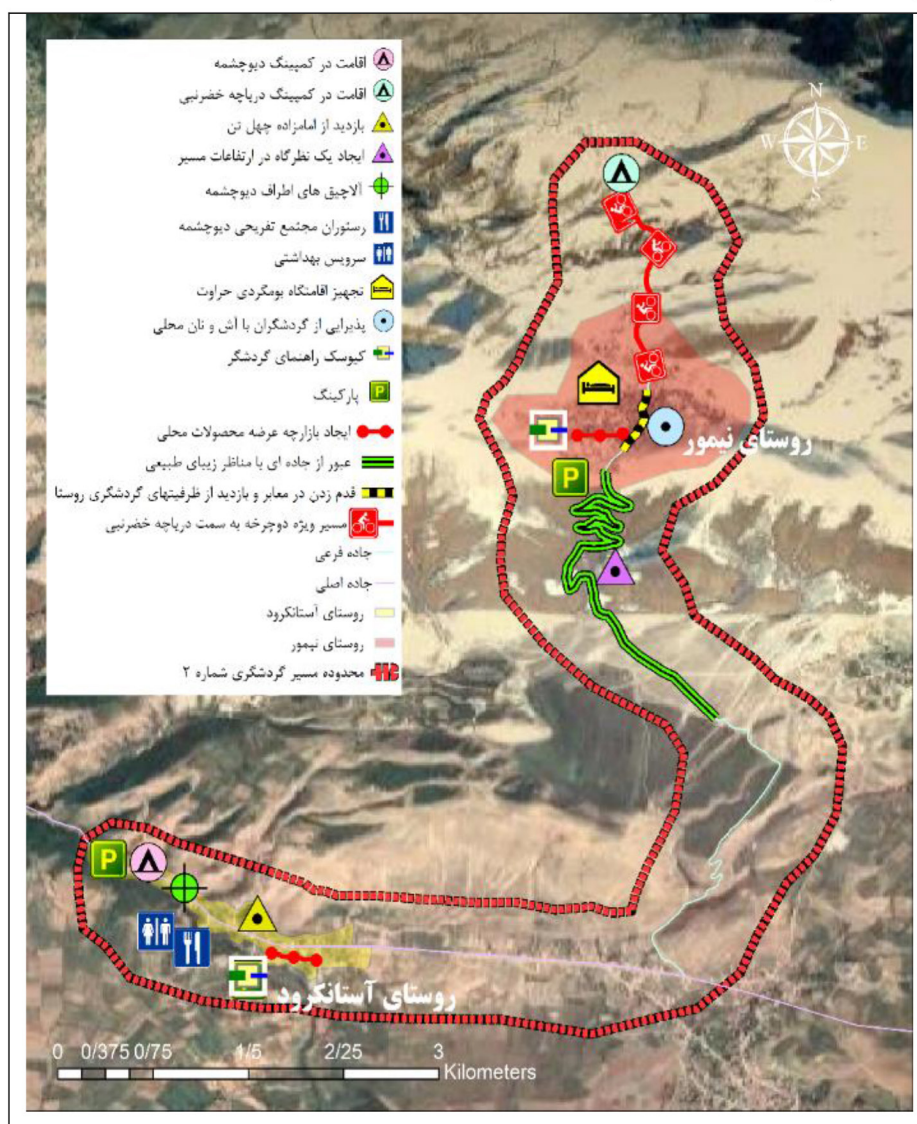 اقامت در کمپینگ دیوچشمه
اقامت در کمپینگ دریاچه خضرنبی
بازدید از امامزاده چهل تن
ایجاد یک نظرگاه در ارتفاعات مسیر
آلاچیق های اطراف دیوچشمه
رستوران مجتمع تفریحی دیوچشمه
سرویس بهداشتی
تجهیز اقامتگاه بومگردی حراوت
پذیرایی از گردشگران با آش و نان محلی
کیوسک راهنمای گردشگر
پارکینگ P
ایجاد بازارچه عرضه محصولات محلی
عبور از جاده ای با مناظر زیبای طبیعی
قدم زدن در معابر و بازدید از ظرفیتهای گردشگری روستا
مسیر ویژه دوچرخه به سمت دریاچه خضرنبی
جاده فرعی
جاده اصلی
روستای آستانکرود
روستای نیمور
محدوده مسیر گردشگری شماره ۲
N
W E
S
روستای نیمور
P
P
روستای آستانکرود
0 0/375 0/75 1/5 2/25 3
Kilometers